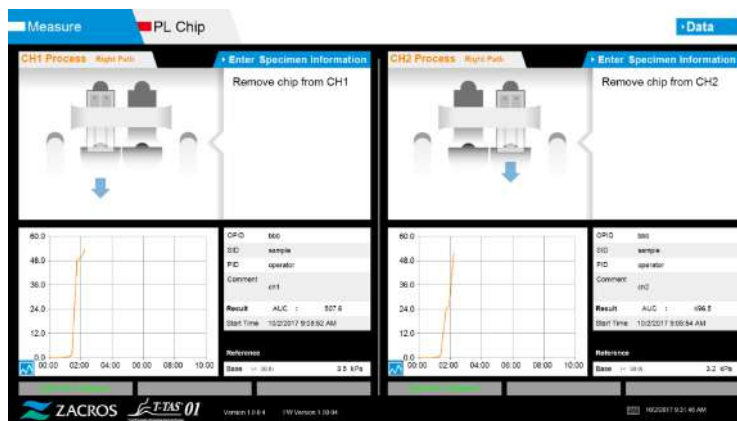 Measure
PL Chip
Data
CH1 Process Right Path
Enter Specimen Information
Remove chip from CH1
CH2 Process Right Path
Enter Specimen Information
Remove chip from CH2
60.0
48.0
36.0
24.0
12.0
0.0
00:00 02:00 04:00 06:00 08:00 10:00
OPID bbb
SID sample
PID operator
Comment
ch1
Result AUC :
Start Time 10/2/2017
Reference
Base 3.5 kPa
60.0
48.0
36.0
24.0
12.0
0.0
00:00 02:00 04:00 06:00 08:00 10:00
OPID bbb
SID sample
PID operator
Comment
ch2
Result AUC :
Start Time 10/2/2017
Reference
Base 3.2 kPa
ZACROS T-TAS 01